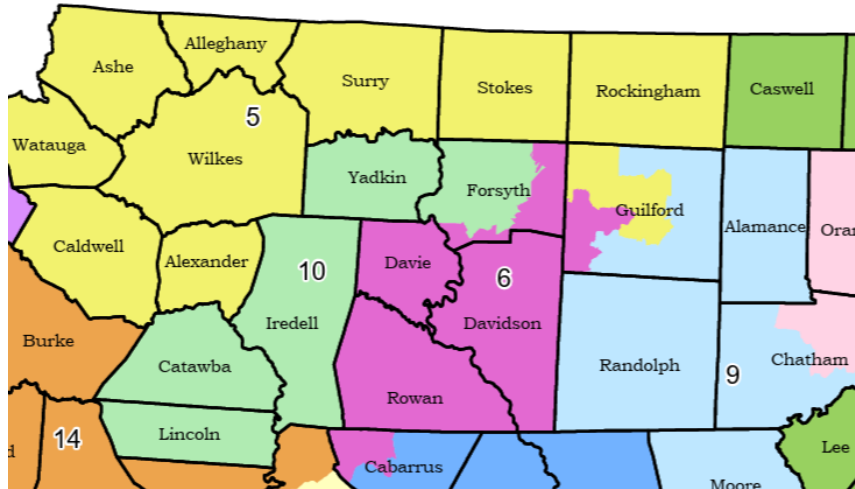 Alleghany
Ashe
Surry
Stokes
Rockingham
Caswell
5
Watauga
Wilkes
Yadkin
Forsyth
Guilford
Alamance
Oran
Caldwell
Alexander
Davie
10
6
Iredell
Davidson
Burke
Catawba
Randolph
9
Chatham
Rowan
14
Lincoln
d
Cabarrus
Lee
Moore